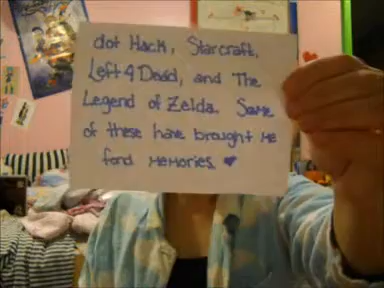 dot Hack, Starcraft,
Left 4 Dead, and The
Legend of Zelda. Some
of these have brought me
fond memories. ♥